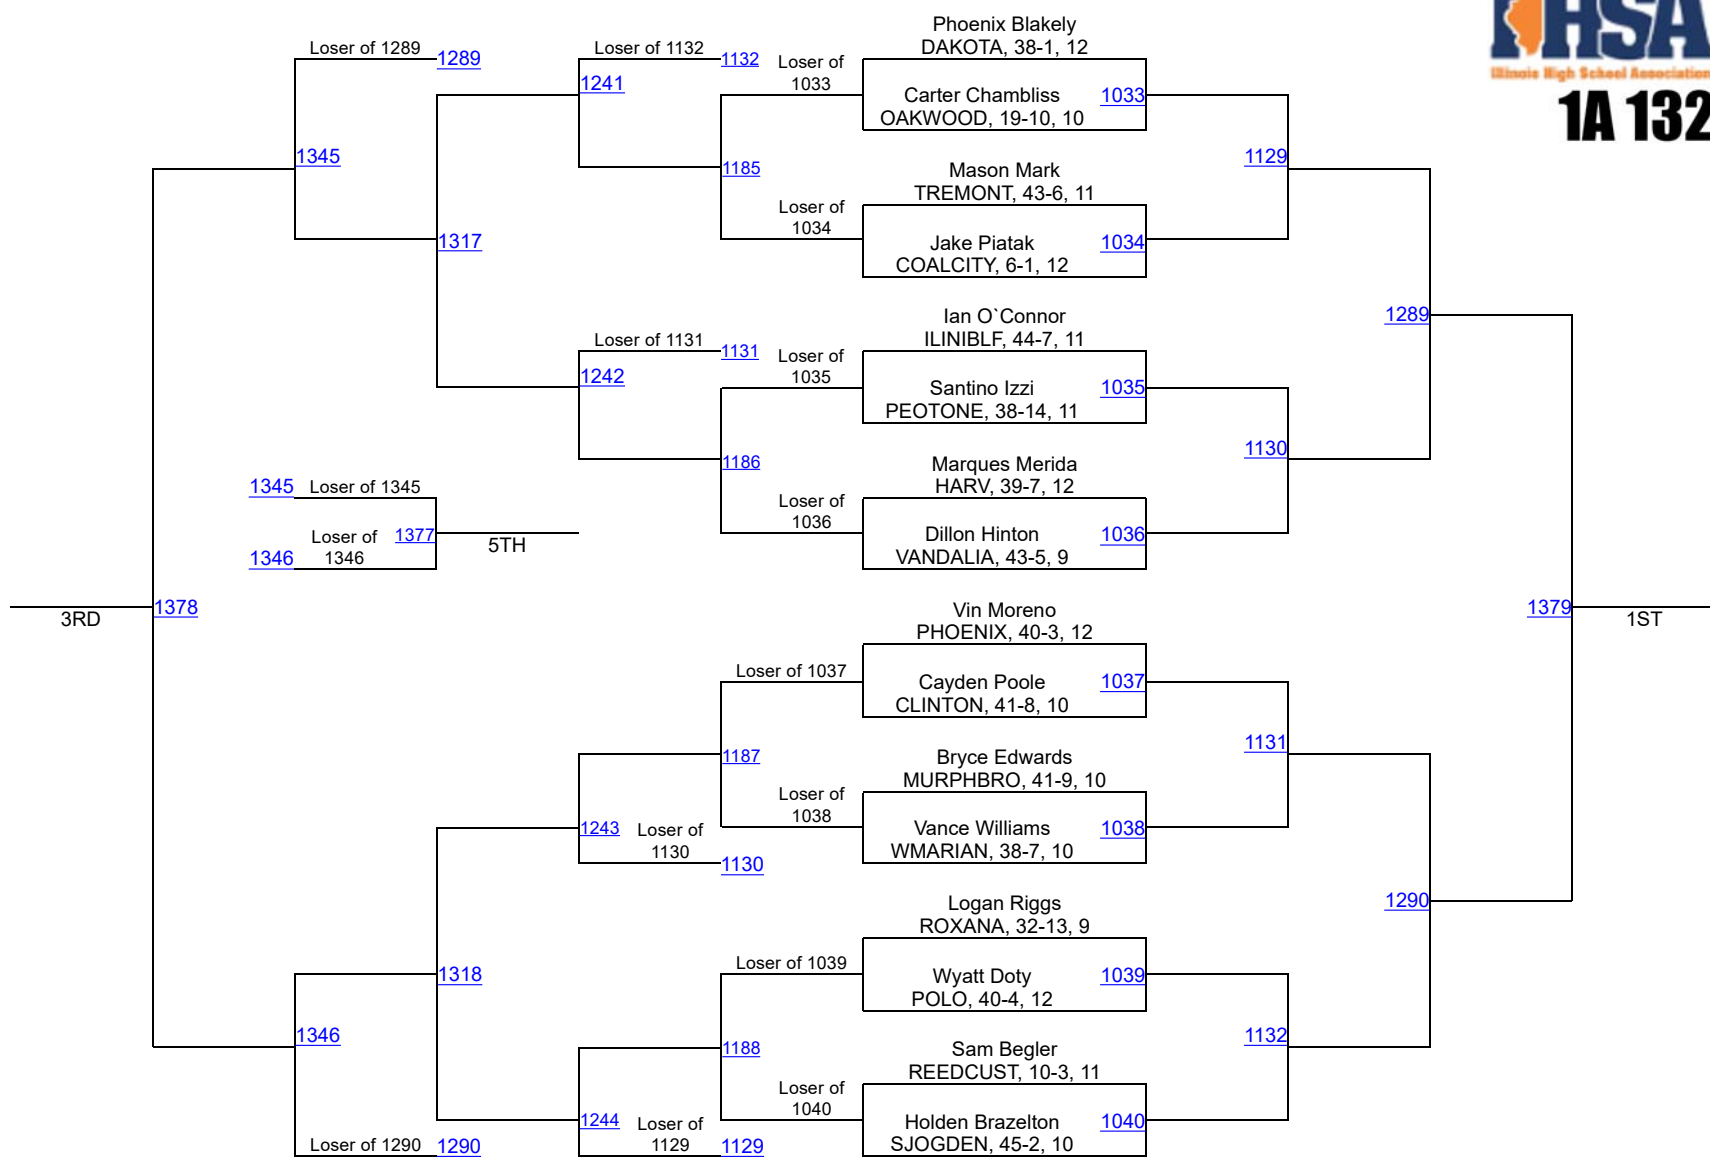 IHSA
Illinois High School Association
1A 132
Phoenix Blakely
DAKOTA, 38-1, 12
Loser of 1289
1289
Loser of 1132
1132
Loser of
1033
1241
Carter Chambliss
1033
OAKWOOD, 19-10, 10
1345
1185
Mason Mark
TREMONT, 43-6, 11
1129
Loser of
1034
1317
Jake Piatak
1034
COALCITY, 6-1, 12
Ian O`Connor
ILINIBLF, 44-7, 11
1289
Loser of 1131
1131
Loser of
1035
1242
Santino Izzi
1035
PEOTONE, 38-14, 11
1186
Marques Merida
HARV, 39-7, 12
1130
1345
Loser of 1345
Loser of
1036
Loser of
1346
1377
5TH
1346
Dillon Hinton
1036
VANDALIA, 43-5, 9
3RD
1378
Vin Moreno
PHOENIX, 40-3, 12
1379
1ST
Loser of 1037
Cayden Poole
1037
CLINTON, 41-8, 10
1187
Bryce Edwards
MURPHBRO, 41-9, 10
1131
Loser of
1038
1243
Loser of
1130
1130
Vance Williams
1038
WMARIAN, 38-7, 10
Logan Riggs
ROXANA, 32-13, 9
1290
Loser of 1039
1318
Wyatt Doty
1039
POLO, 40-4, 12
1346
1188
Sam Begler
REEDCUST, 10-3, 11
1132
Loser of
1040
1244
Loser of
1129
1129
Holden Brazelton
1040
SJOGDEN, 45-2, 10
Loser of 1290
1290